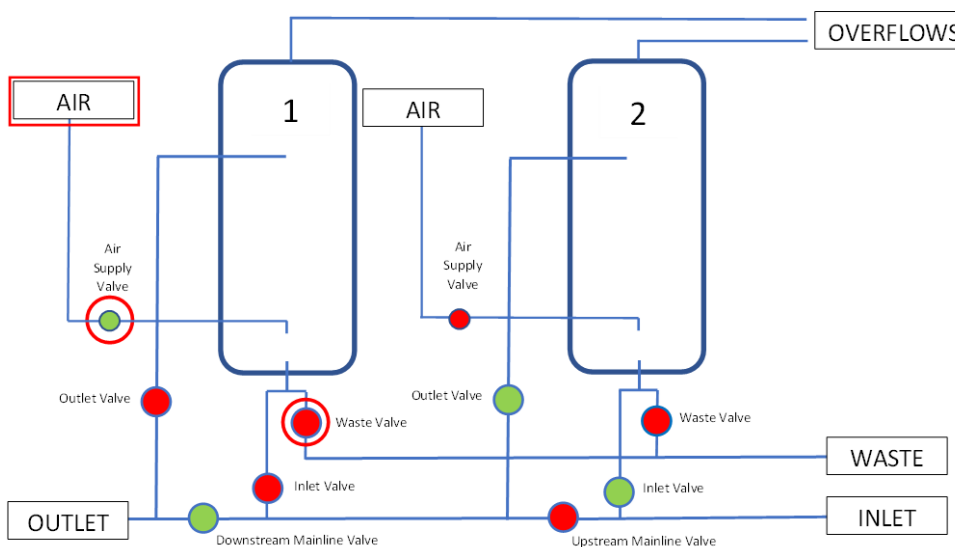 OVERFLOWS
AIR
1
AIR
2
Air
Supply
Valve
Air
Supply
Valve
Outlet Valve
Waste Valve
Outlet Valve
Waste Valve
WASTE
Inlet Valve
Inlet Valve
OUTLET
INLET
Downstream Mainline Valve
Upstream Mainline Valve